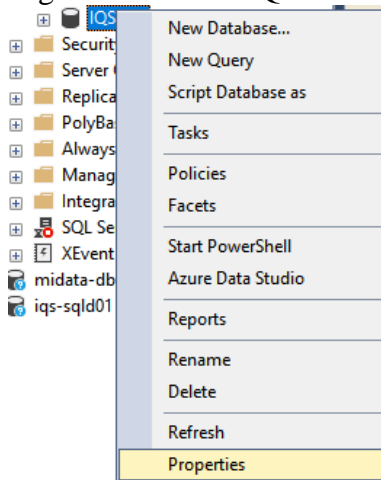 IQS
New Database...
Securit
New Query
Server
Script Database as
Replica
PolyBa
Tasks
Always
Policies
Manag
Facets
Integra
SQL Se
Start PowerShell
XEvent
Azure Data Studio
midata-db
iqs-sqld01
Reports
Rename
Delete
Refresh
Properties